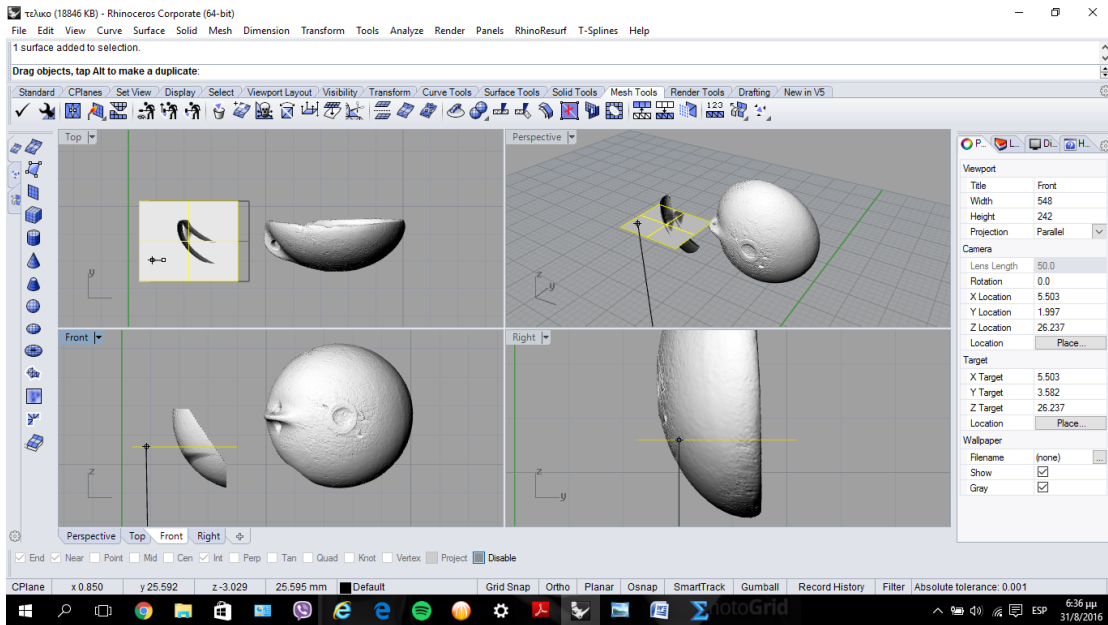 τελικο (18846 KB) - Rhinoceros Corporate (64-bit)
File Edit View Curve Surface Solid Mesh Dimension Transform Tools Analyze Render Panels RhinoResurf T-Splines Help
1 surface added to selection.
Drag objects, tap Alt to make a duplicate:
Standard CPlanes Set View Display Select Viewport Layout Visibility Transform Curve Tools Surface Tools Solid Tools Mesh Tools Render Tools Drafting New in V5
123
Top
Perspective
P... L... Di... H...
Viewport
Title Front
Width 548
Height 242
Projection Parallel
Camera
Lens Length 50.0
Rotation 0.0
X Location 5.503
Y Location 1.997
Z Location 26.237
Location Place...
Target
X Target 5.503
Y Target 3.582
Z Target 26.237
Location Place...
Wallpaper
Filename (none) ...
Show
Gray
y
z
y
Front
Right
z
z
y
Perspective Top Front Right
End Near Point Mid Cen Int Perp Tan Quad Knot Vertex Project Disable
CPlane x 0.850 y 25.592 z -3.029 25.595 mm Default Grid Snap Ortho Planar Osnap SmartTrack Gumball Record History Filter Absolute tolerance: 0.001
ESP
6:36 μμ
31/8/2016